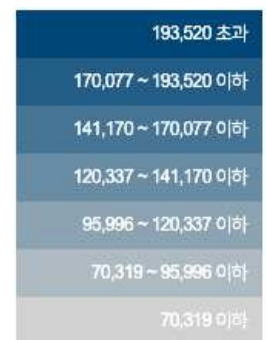 193,520 초과
170,077 ~ 193,520 이하
141,170 ~ 170,077 이하
120,337 ~ 141,170 이하
95,996 ~ 120,337 이하
70,319 ~ 95,996 이하
70,319 이하